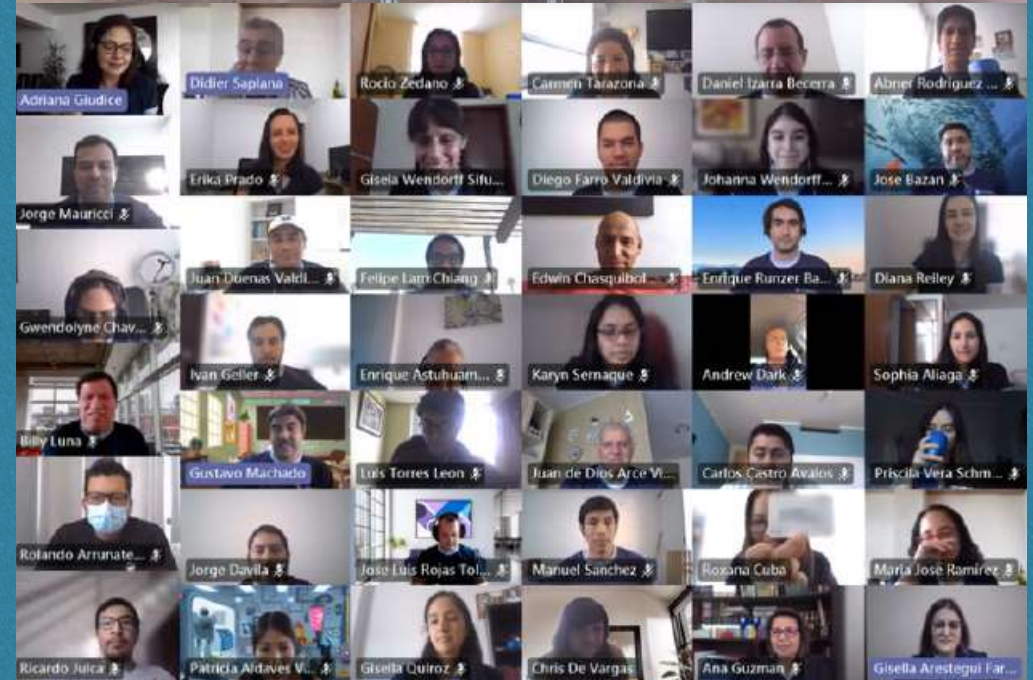 Adriana Giudice
Didier Saplana
Rocio Zedano
Carmen Tarazona
Daniel Izarra Becerra
Abner Rodriguez ...
Jorge Mauricci
Erika Prado
Gisela Wendorff Sifu...
Diego Farro Valdivia
Johanna Wendorff...
Jose Bazan
Gwendolyne Chav...
Juan Duenas Valdi...
Felipe Lam Chiang
Edwin Chasquibol
Enrique Runzer Ba...
Diana Relley
Billy Luna
Ivan Geller
Enrique Astuhuam...
Karyn Sernaque
Andrew Dark
Sophia Aliaga
Gustavo Machado
Luis Torres Leon
Juan de Dios Arce Vi...
Carlos Castro Avalos
Priscila Vera Schm...
Rolando Arrunate...
Jorge Davila
Jose Luis Rojas Tol...
Manuel Sanchez
Roxana Cuba
Maria Jose Ramirez
Ricardo Julca
Patricia Aldaves V...
Gisella Quiroz
Chris De Vargas
Ana Guzman
Gisella Arestegui Far...